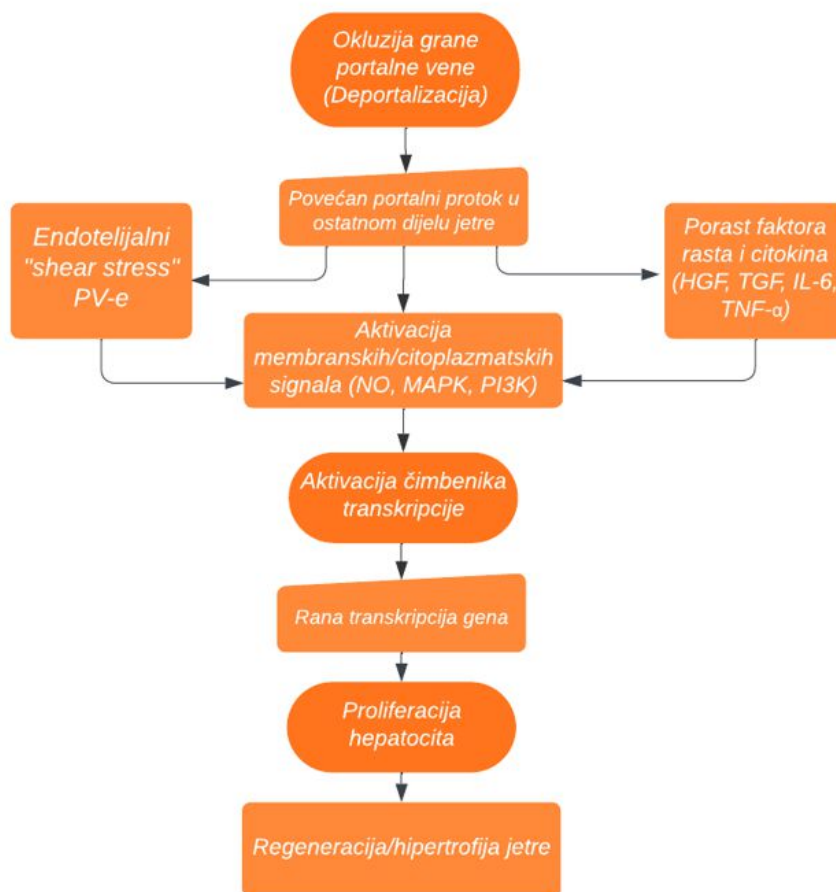 Okluzija grane
portalne vene
(Deportalizacija)
Povećan portalni protok u
ostatnom dijelu jetre
Endotelijalni
"shear stress"
PV-e
Porast faktora
rasta i citokina
(HGF, TGF, IL-6,
TNF-α)
Aktivacija
membranskih/citoplazmatskih
signala (NO, MAPK, PI3K)
Aktivacija čimbenika
transkripcije
Rana transkripcija gena
Proliferacija
hepatocita
Regeneracija/hipertrofija jetre